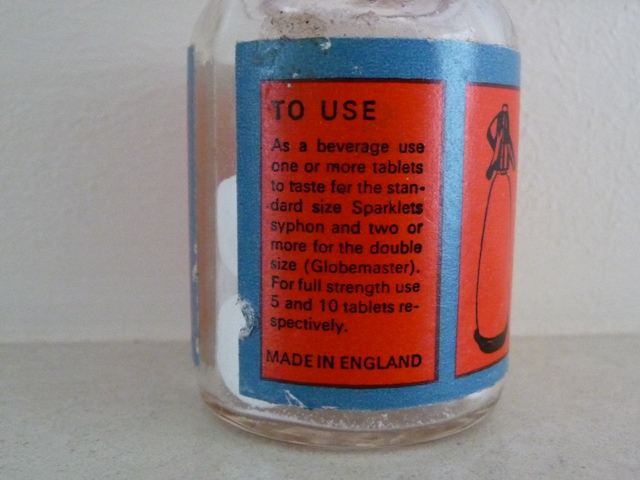 TO USE
As a beverage use
one or more tablets
to taste for the stan-
dard size Sparklets
syphon and two or
more for the double
size (Globemaster).
For full strength use
5 and 10 tablets re-
spectively.
MADE IN ENGLAND